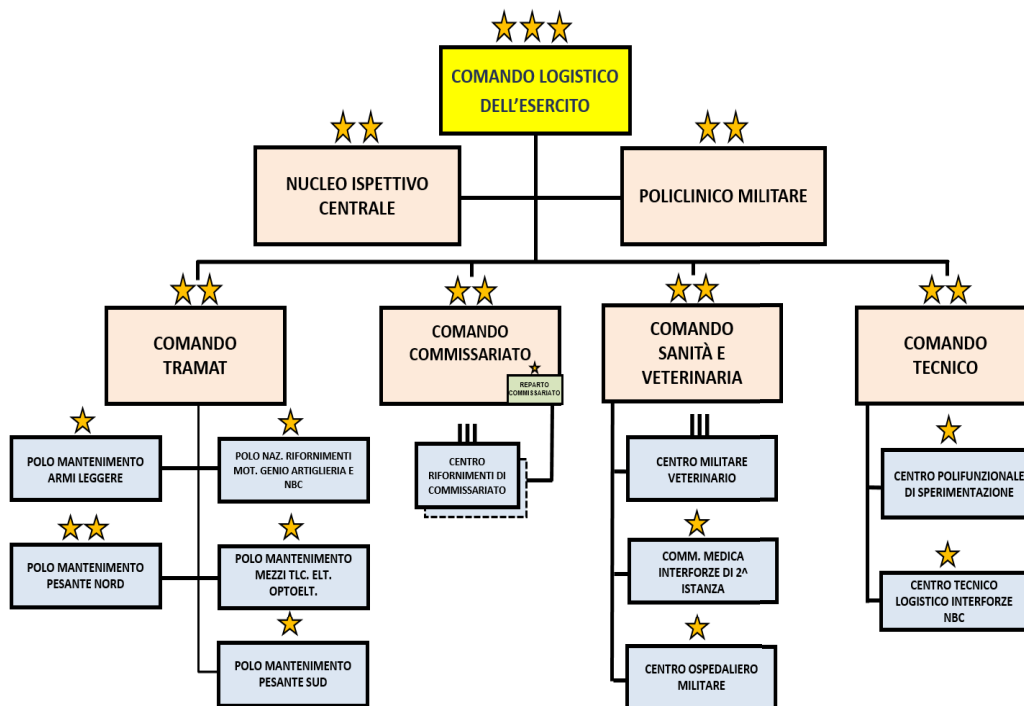 COMANDO LOGISTICO
DELL'ESERCITO
NUCLEO ISPETTIVO
CENTRALE
POLICLINICO MILITARE
COMANDO
TRAMAT
COMANDO
COMMISSARIATO
REPARTO
COMMISSARIATO
COMANDO
SANITÀ E
VETERINARIA
COMANDO
TECNICO
POLO MANTENIMENTO
ARMI LEGGERE
POLO NAZ. RIFORNIMENTI
MOT. GENIO ARTIGLIERIA E
NBC
CENTRO
RIFORNIMENTI DI
COMMISSARIATO
CENTRO MILITARE
VETERINARIO
CENTRO POLIFUNZIONALE
DI SPERIMENTAZIONE
POLO MANTENIMENTO
PESANTE NORD
POLO MANTENIMENTO
MEZZI TLC. ELT.
OPTOELT.
COMM. MEDICA
INTERFORZE DI 2^
ISTANZA
CENTRO TECNICO
LOGISTICO INTERFORZE
NBC
POLO MANTENIMENTO
PESANTE SUD
CENTRO OSPEDALIERO
MILITARE